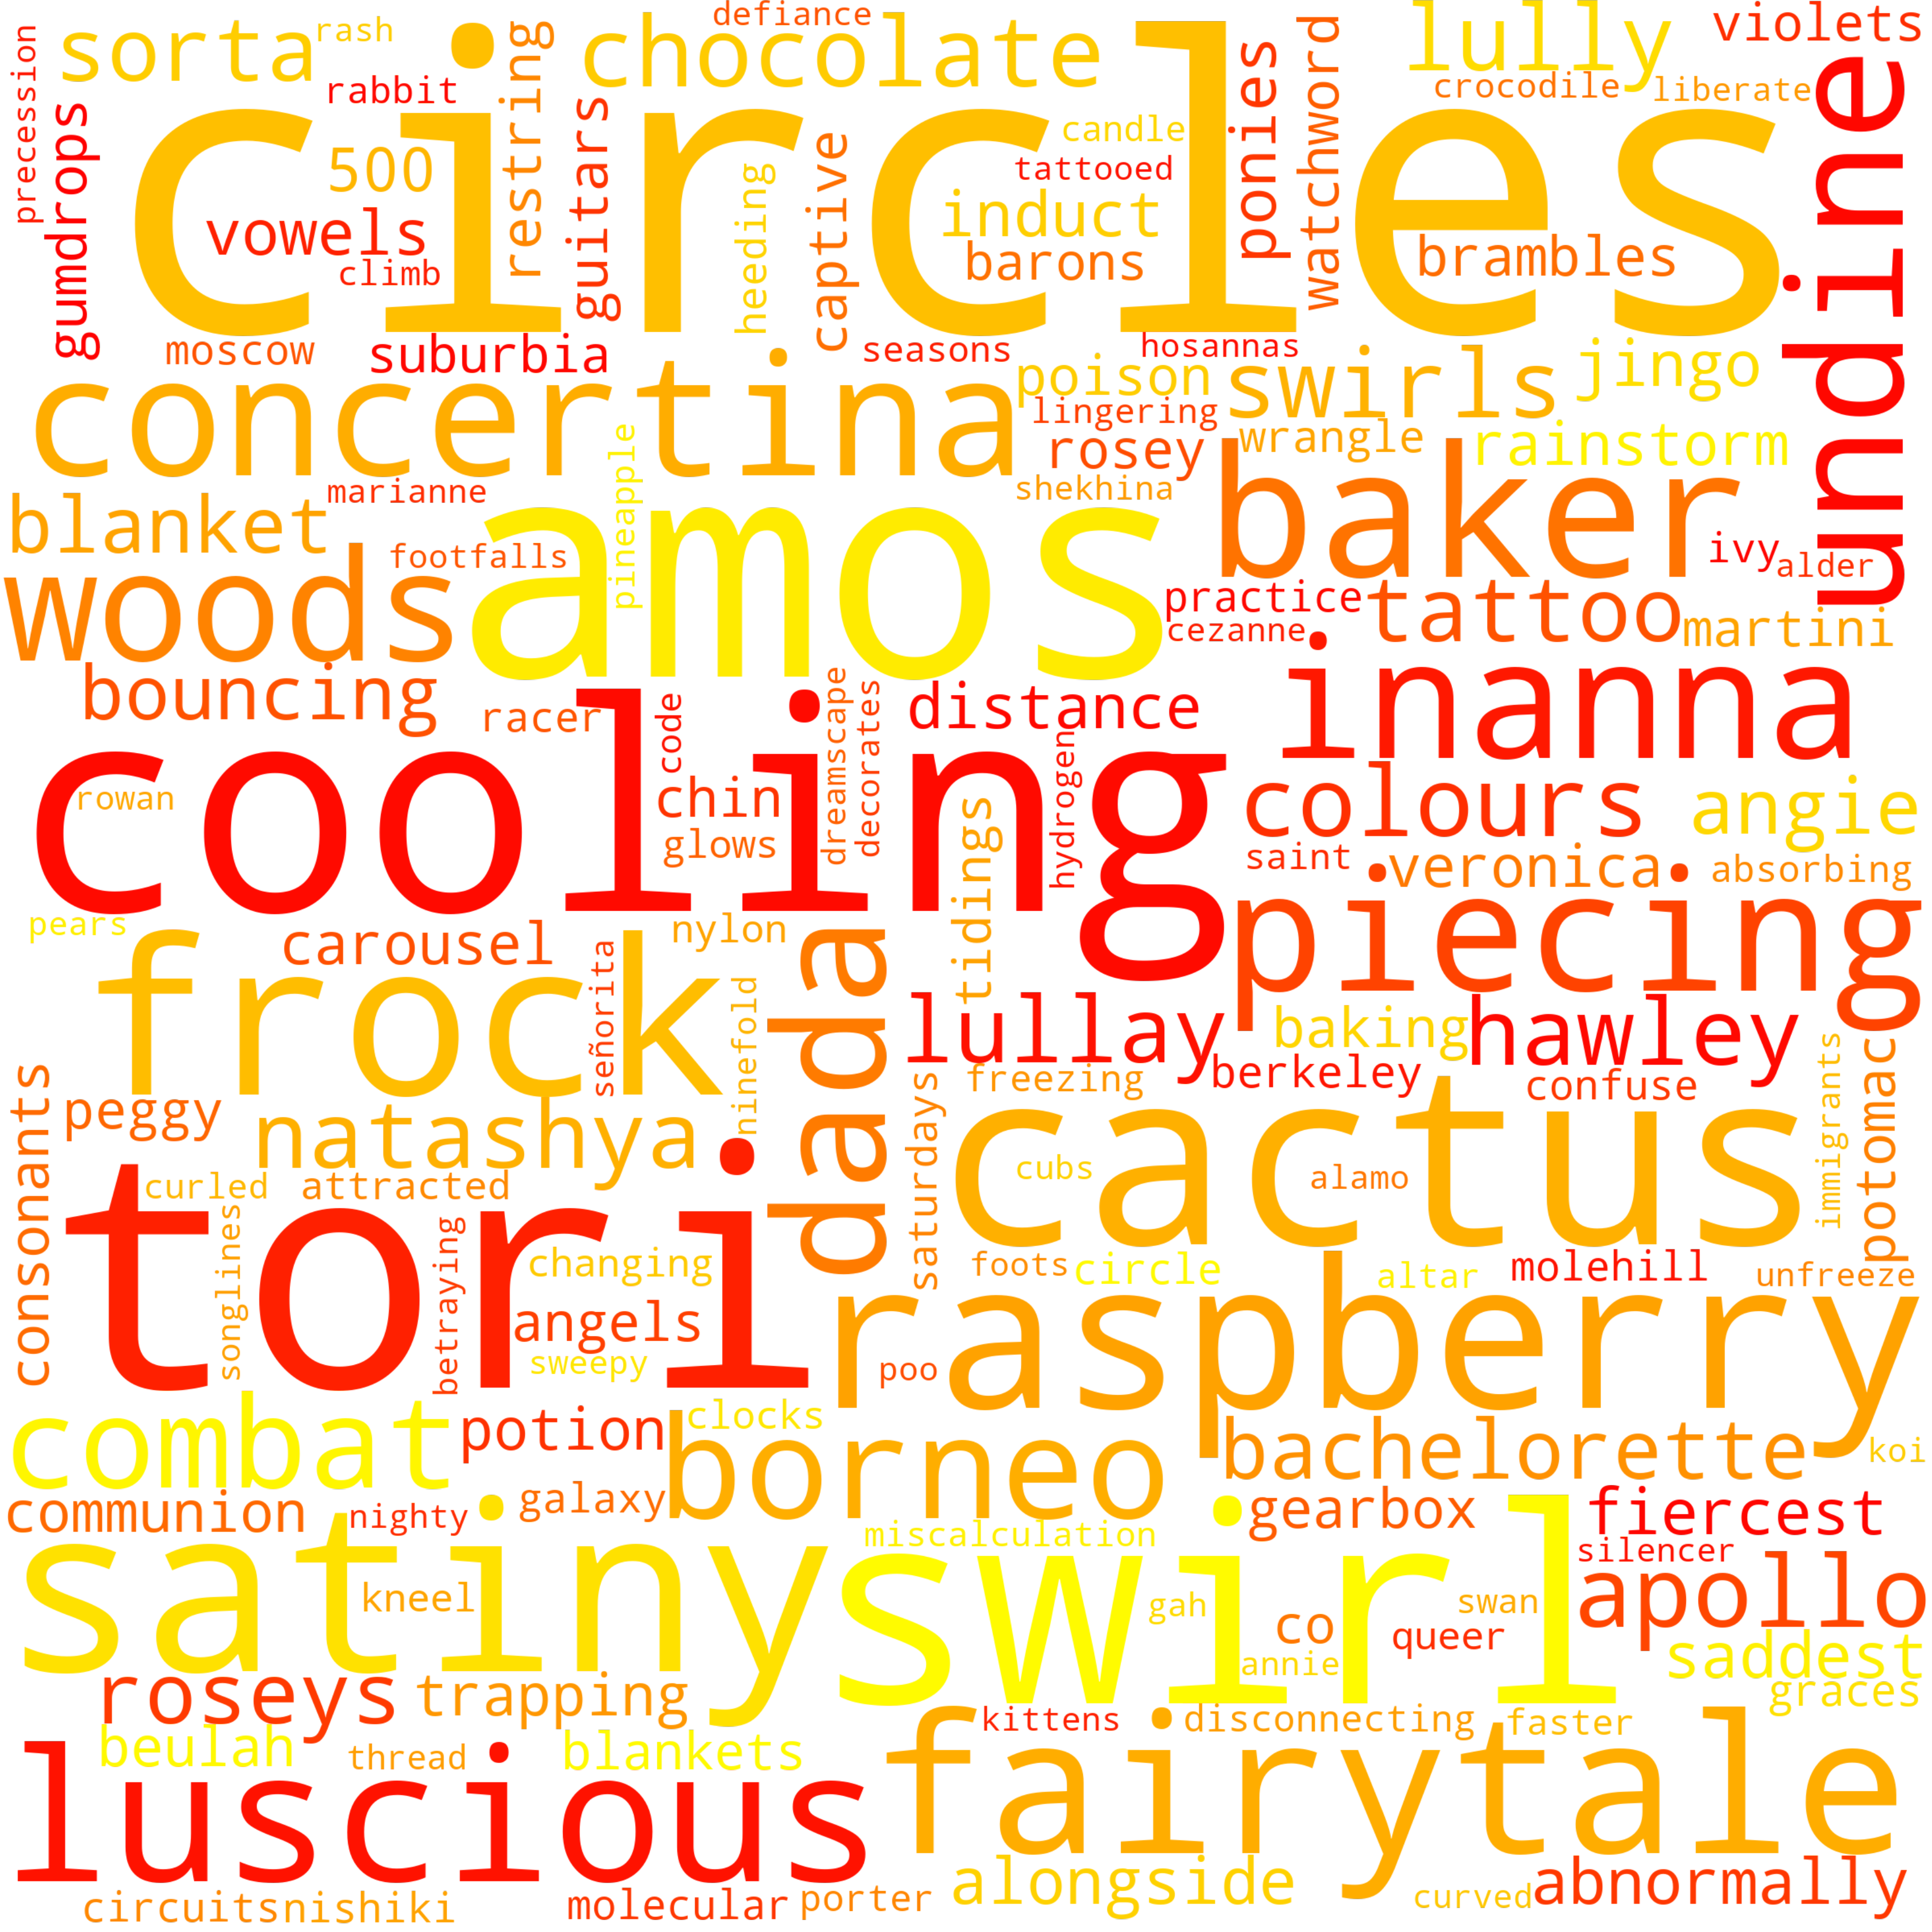 circles
sorta
rash
defiance
chocolate
lully
violets
precession
gumdrops
rabbit
restring
guitars
500
vowels
climb
heeding
captive
candle
tattooed
induct
barons
ponies
watchword
crocodile
liberate
brambles
undine
moscow
suburbia
seasons
hosannas
concertina
poison
swirls
jingo
lingering
rosey
wrangle
rainstorm
shekhina
baker
blanket
marianne
pineapple
amos
woods
footfalls
ivy
alder
practice
cezanne
tattoo
martini
bouncing
racer
code
dreamscape
decorates
distance
inanna
cooling
rowan
chin
glows
hydrogen
tidings
colours
angie
saint
veronica
absorbing
pears
carousel
nylon
piecing
frock
señorita
ninefold
dada
lullay
baking
hawley
berkeley
freezing
confuse
immigrants
potomac
consonants
peggy
natashya
saturdays
cactus
cubs
alamo
curled
attracted
tori
songlines
betraying
changing
angels
sweepy
foots
circle
altar
molehill
unfreeze
raspberry
poo
combat
potion
clocks
borneo
bachelorette
koi
communion
nighty
galaxy
miscalculation
gearbox
fiercest
silencer
satiny
swirl
kneel
gah
co
swan
queer
annie
apollo
saddest
graces
roseys
trapping
kittens
disconnecting
faster
beulah
thread
blankets
luscious
fairytale
circuits
nishiki
molecular
porter
alongside
curved
abnormally